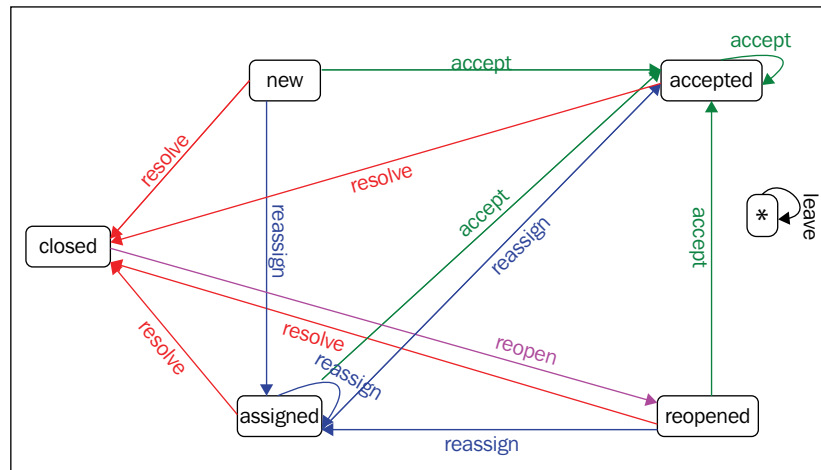 accept
new
accept
accepted
resolve
resolve
accept
leave
*
reassign
reassign
accept
closed
resolve
reopen
resolve
reassign
assigned
reopened
reassign